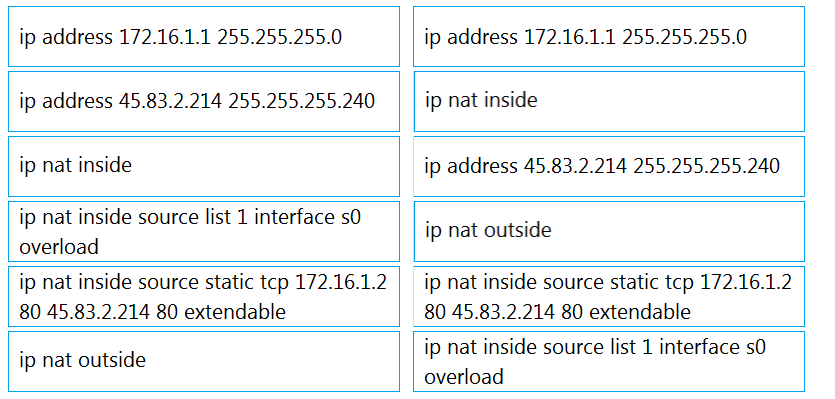 ip address 172.16.1.1 255.255.255.0
ip address 45.83.2.214 255.255.255.240
ip nat inside
ip nat inside source list 1 interface s0
overload
ip nat inside source static tcp 172.16.1.2
80 45.83.2.214 80 extendable
ip nat outside
ip address 172.16.1.1 255.255.255.0
ip nat inside
ip address 45.83.2.214 255.255.255.240
ip nat outside
ip nat inside source static tcp 172.16.1.2
80 45.83.2.214 80 extendable
ip nat inside source list 1 interface s0
overload